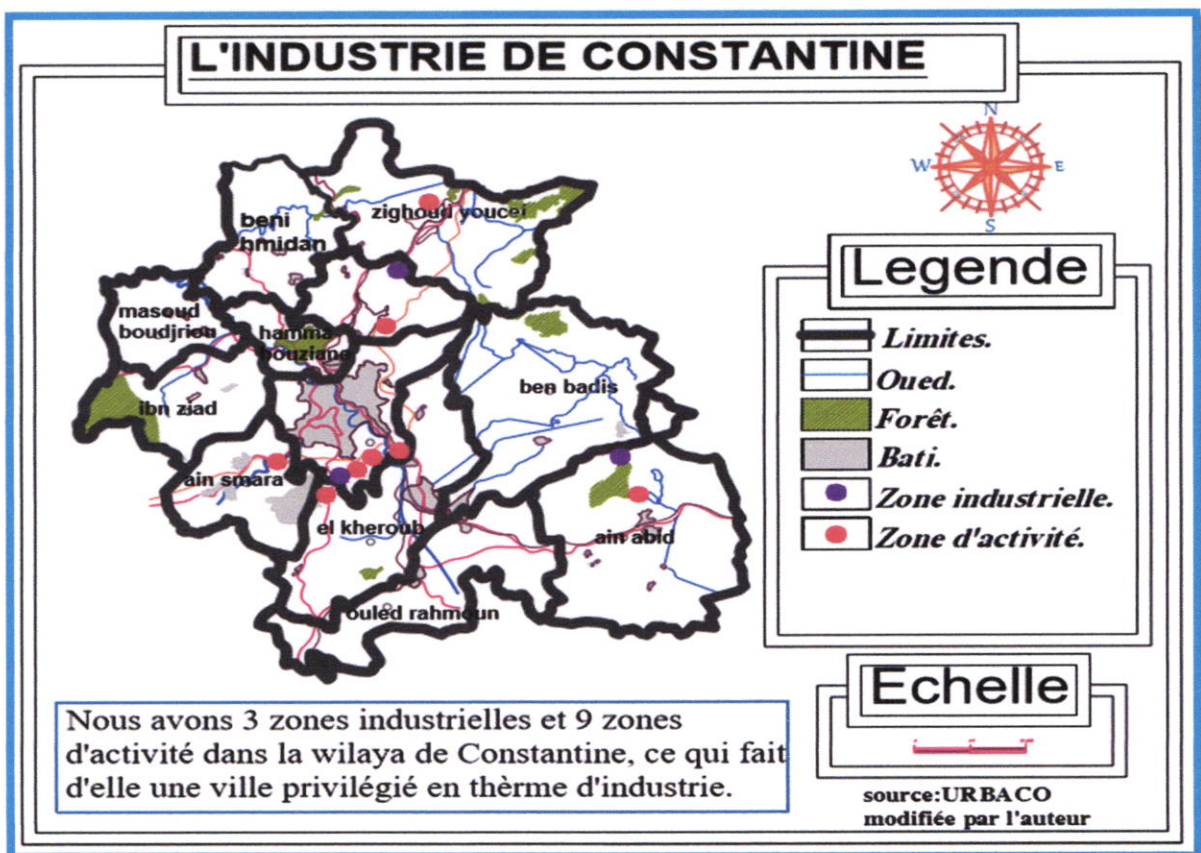 L'INDUSTRIE DE CONSTANTINE
N
W
E
S
beni
hmidan
zighoud youcef
masoud
boudjriou
hamma
bouziane
ibn ziad
ben badis
ain smara
el kheroub
ain abid
ouled rahmoun
Legende
Limites.
Oued.
Forêt.
Bati.
Zone industrielle.
Zone d'activité.
Echelle
Nous avons 3 zones industrielles et 9 zones
d'activité dans la wilaya de Constantine, ce qui fait
d'elle une ville privilégié en thèrme d'industrie.
source:URBACO
modifiée par l'auteur